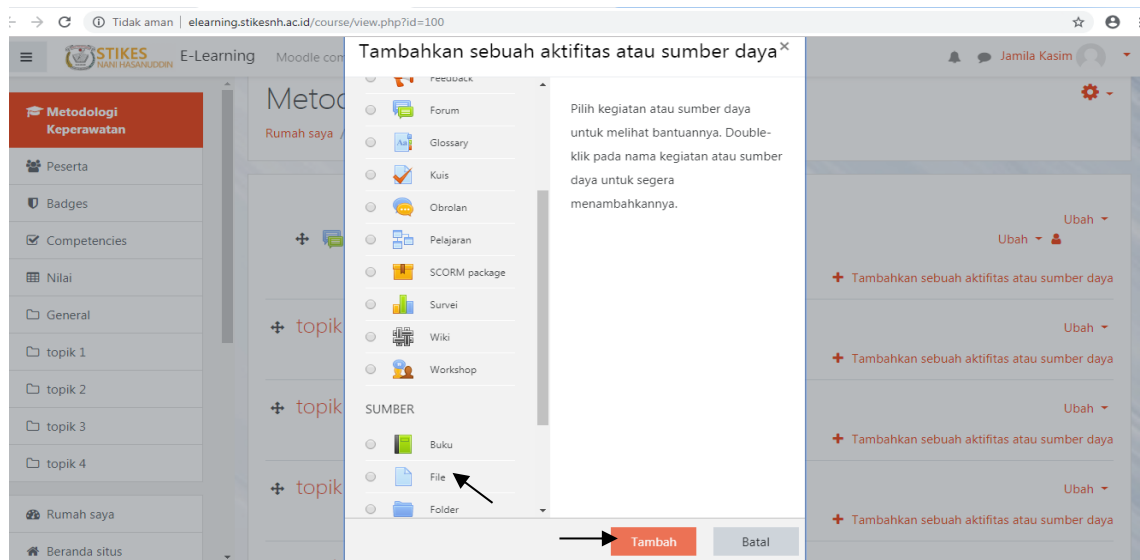 Tidak aman | elearning.stikesnh.ac.id/course/view.php?id=100
STIKES
NANI HASANUDDIN
E-Learning
Moodle com
Jamila Kasim
Metodologi
Keperawatan
Peserta
Badges
Competencies
Nilai
General
topik 1
topik 2
topik 3
topik 4
Rumah saya
Beranda situs
Metod
Rumah saya /
topik
topik
topik
Tambahkan sebuah aktifitas atau sumber daya×
Feedback
Forum
Glossary
Kuis
Obrolan
Pelajaran
SCORM package
Survei
Wiki
Workshop
SUMBER
Buku
File
Folder
Pilih kegiatan atau sumber daya
untuk melihat bantuannya. Double-
klik pada nama kegiatan atau sumber
daya untuk segera
menambahkannya.
Tambah
Batal
Ubah
Ubah
Tambahkan sebuah aktifitas atau sumber daya
Ubah
Tambahkan sebuah aktifitas atau sumber daya
Ubah
Tambahkan sebuah aktifitas atau sumber daya
Ubah
Tambahkan sebuah aktifitas atau sumber daya